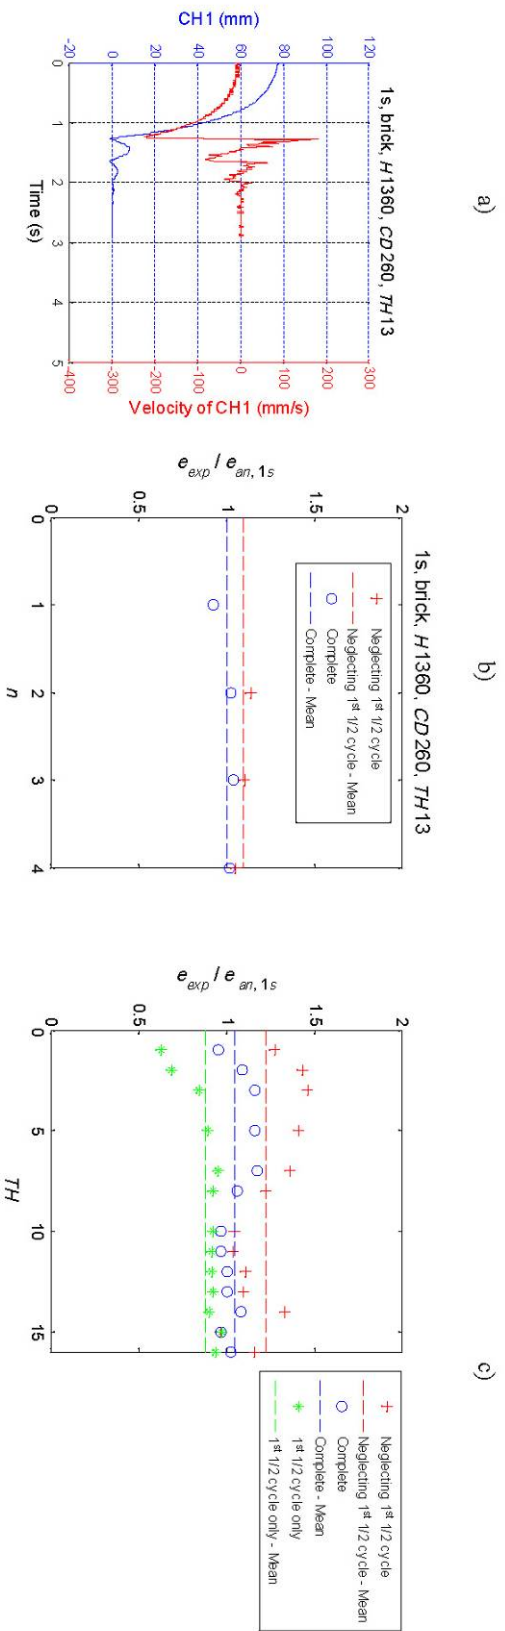 a)
1s, brick, H1360, CD260, TH13
CH1 (mm)
-20 0 20 40 60 80 100 120
0 1 2 3 4 5
Time (s)
-400 -300 -200 -100 0 100 200 300
Velocity of CH1 (mm/s)
b)
1s, brick, H1360, CD260, TH13
e exp / e an, 1s
0 0.5 1 1.5 2
Neglecting 1st 1/2 cycle
Neglecting 1st 1/2 cycle - Mean
Complete
Complete - Mean
0 1 2 3 4
n
c)
e exp / e an, 1s
0 0.5 1 1.5 2
0 5 10 15
TH
Neglecting 1st 1/2 cycle
Neglecting 1st 1/2 cycle - Mean
Complete
Complete - Mean
1st 1/2 cycle only
1st 1/2 cycle only - Mean